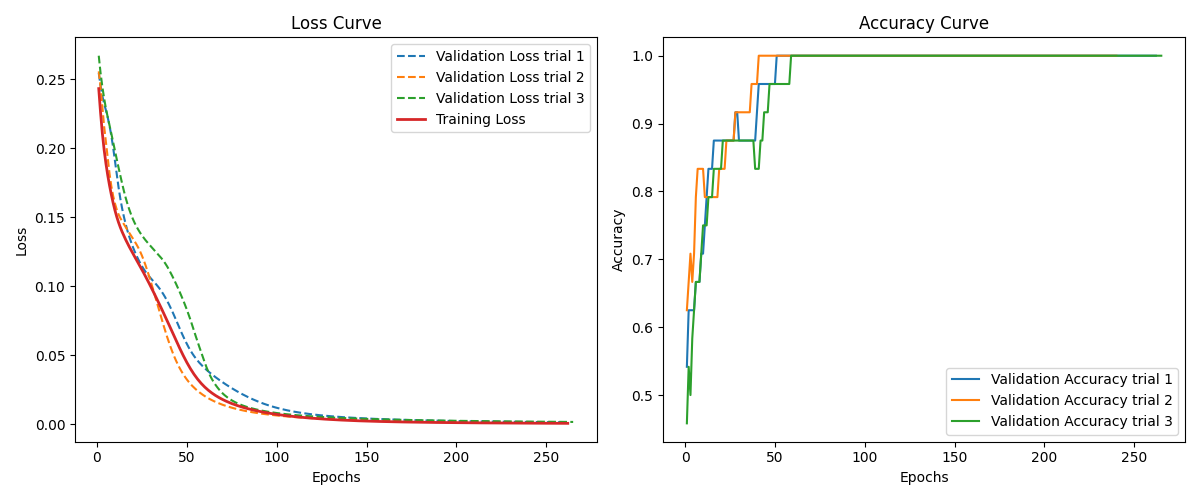 Loss Curve
Validation Loss trial 1
Validation Loss trial 2
Validation Loss trial 3
Training Loss
0.25
0.20
0.15
0.10
0.05
0.00
Loss
0 50 100 150 200 250
Epochs
Accuracy Curve
1.0
0.9
0.8
0.7
0.6
0.5
Accuracy
Validation Accuracy trial 1
Validation Accuracy trial 2
Validation Accuracy trial 3
0 50 100 150 200 250
Epochs